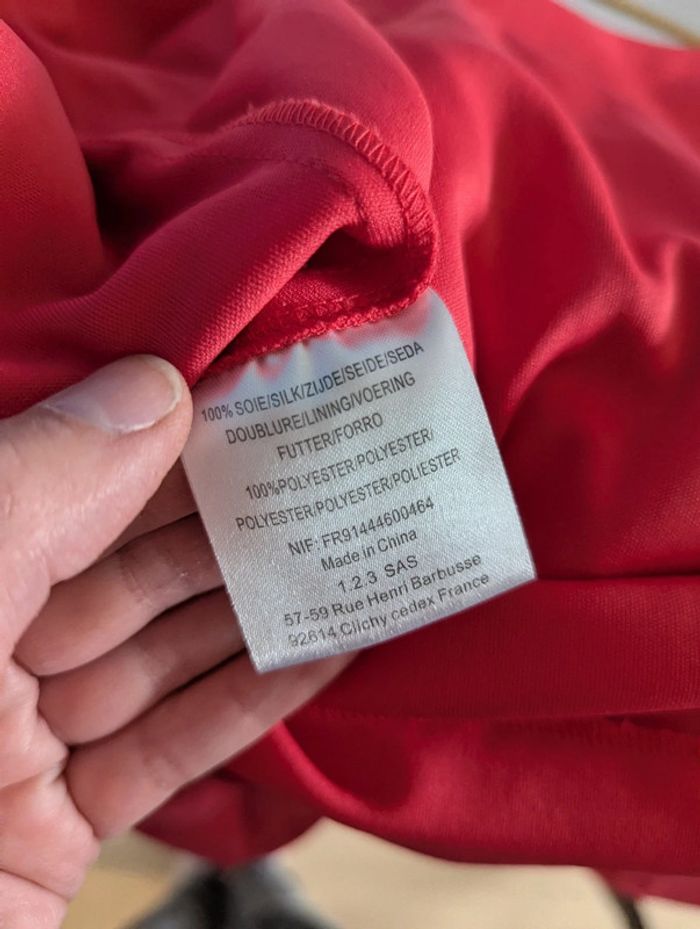 100% SOIE/SILK/ZIJDE/SEIDE/SEDA
DOUBLURE/LINING/VOERING
FUTTER/FORRO
100%POLYESTER/POLYESTER/
POLYESTER/POLYESTER/POLIESTER
NIF: FR91444600464
Made in China
1.2.3 SAS
57-59 Rue Henri Barbusse
92614 Clichy cedex France